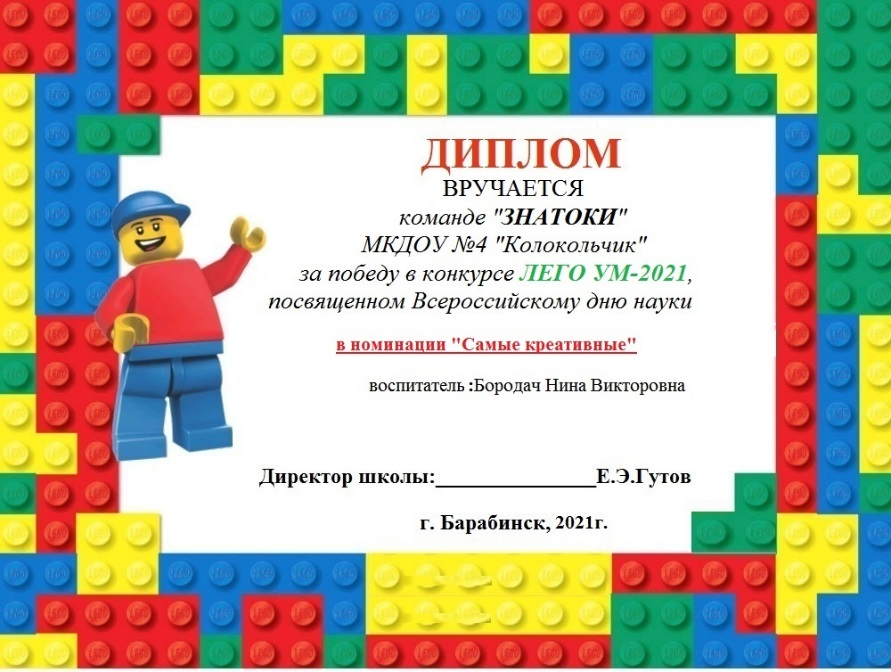 ДИПЛОМ
ВРУЧАЕТСЯ
команде "ЗНАТОКИ"
МКДОУ №4 "Колокольчик"
за победу в конкурсе ЛЕГО УМ-2021,
посвященном Всероссийскому дню науки
в номинации "Самые креативные"
воспитатель :Бородач Нина Викторовна
Директор школы:_______________Е.Э.Гутов
г. Барабинск, 2021г.